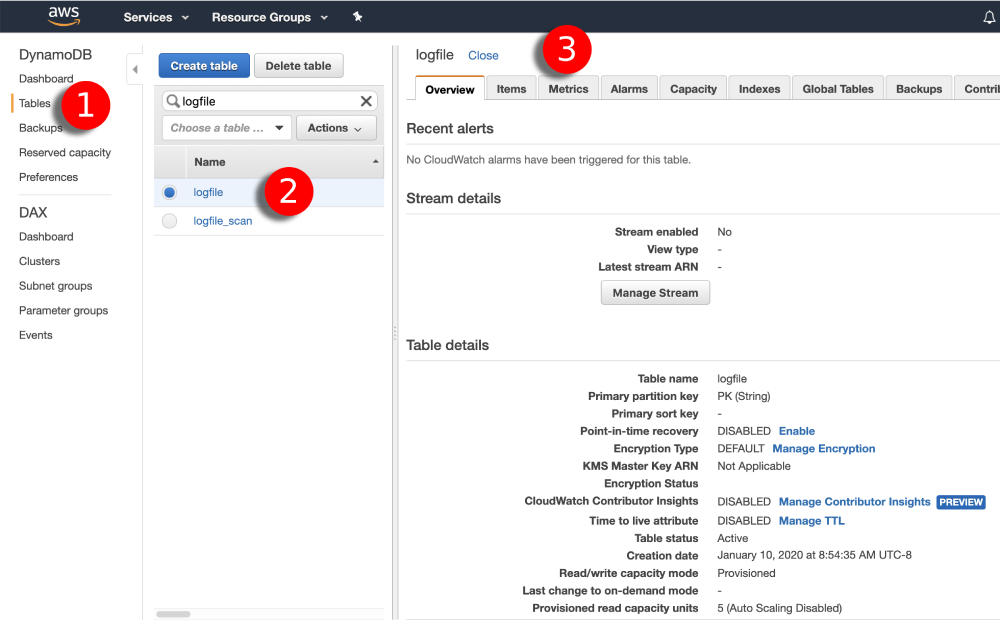 aws Services Resource Groups
DynamoDB
Dashboard
Tables
Backups
Reserved capacity
Preferences
DAX
Dashboard
Clusters
Subnet groups
Parameter groups
Events
1
Create table Delete table
logfile
Choose a table ... Actions
Name
logfile
logfile_scan
2
logfile Close
3
Overview Items Metrics Alarms Capacity Indexes Global Tables Backups Contri
Recent alerts
No CloudWatch alarms have been triggered for this table.
Stream details
Stream enabled No
View type -
Latest stream ARN -
Manage Stream
Table details
Table name logfile
Primary partition key PK (String)
Primary sort key -
Point-in-time recovery DISABLED Enable
Encryption Type DEFAULT Manage Encryption
KMS Master Key ARN Not Applicable
Encryption Status
CloudWatch Contributor Insights DISABLED Manage Contributor Insights PREVIEW
Time to live attribute DISABLED Manage TTL
Table status Active
Creation date January 10, 2020 at 8:54:35 AM UTC-8
Read/write capacity mode Provisioned
Last change to on-demand mode -
Provisioned read capacity units 5 (Auto Scaling Disabled)